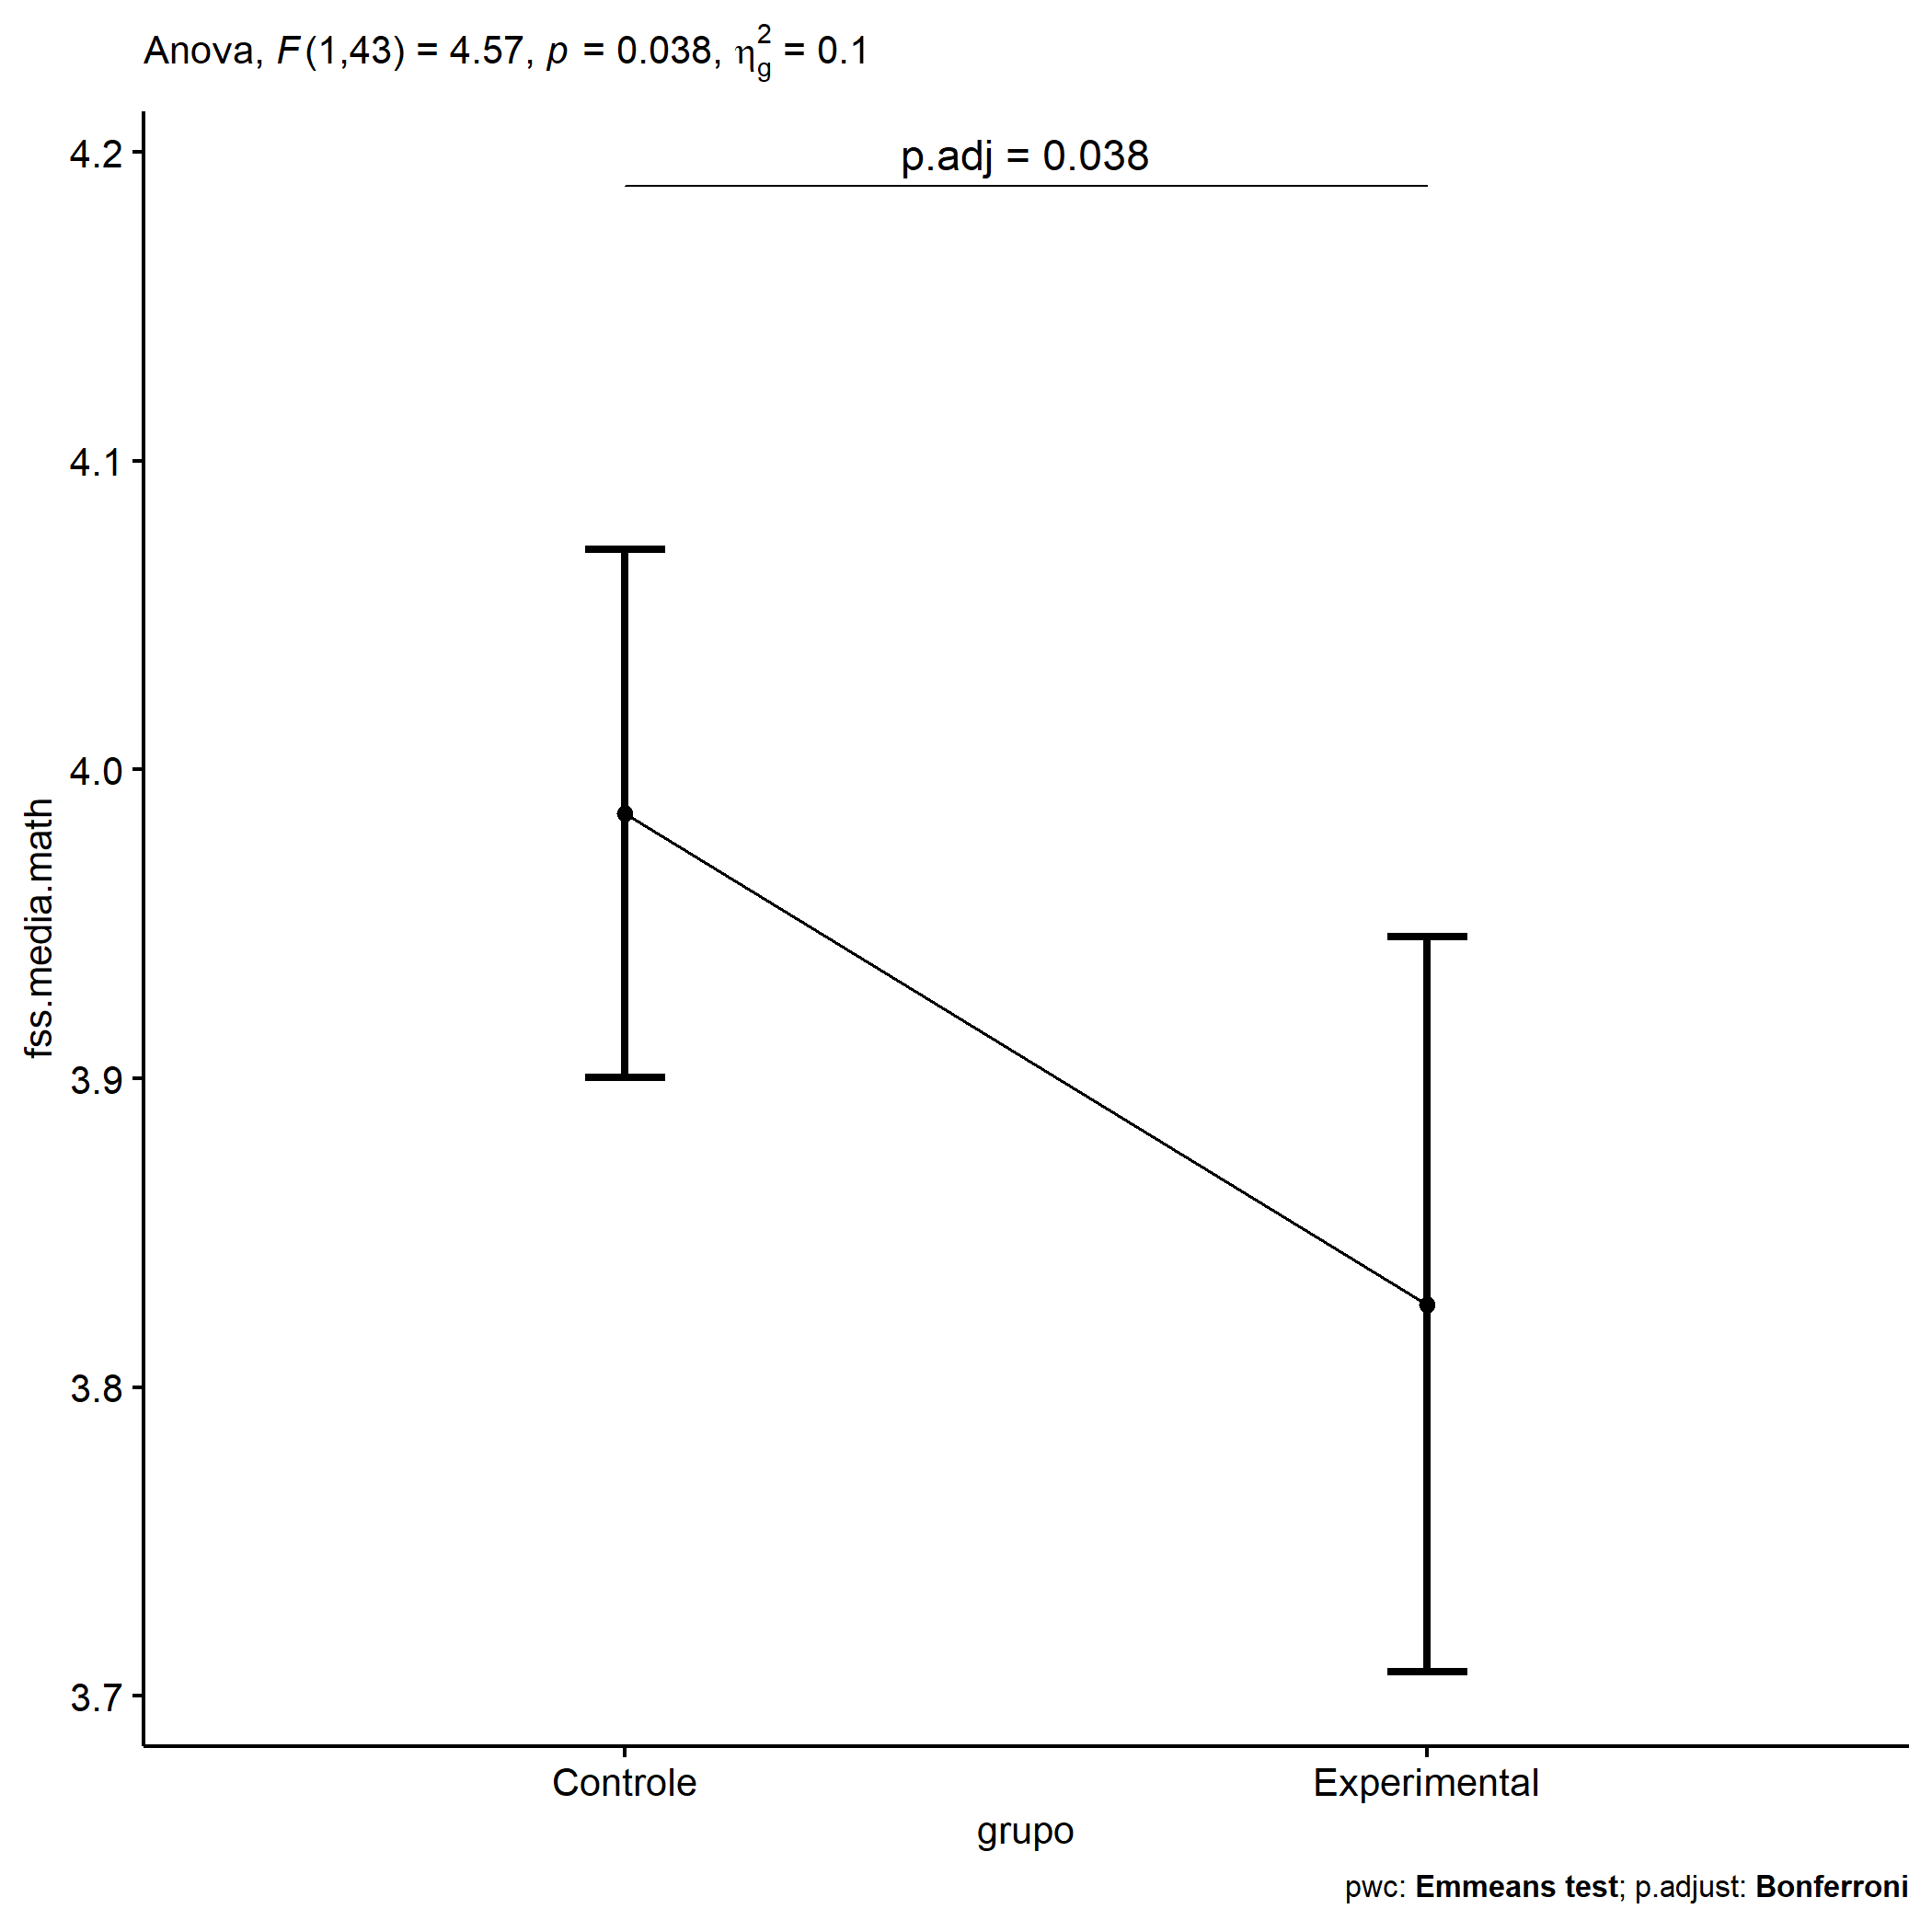 Anova, F(1,43) = 4.57, p = 0.038, η²g = 0.1
p.adj = 0.038
4.2
4.1
4.0
3.9
3.8
3.7
fss.media.math
Controle Experimental
grupo
pwc: Emmeans test; p.adjust: Bonferroni